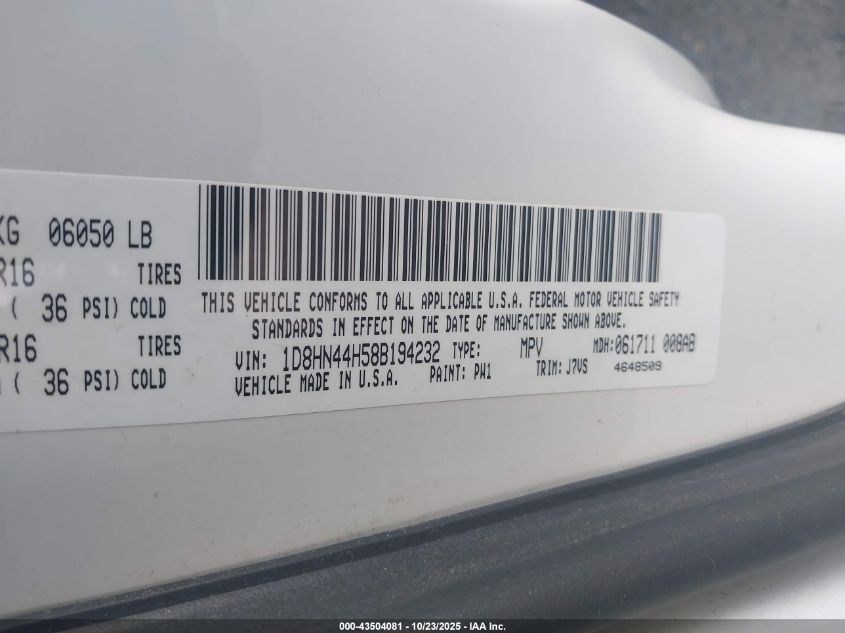 KG 06050 LB
R16 TIRES
( 36 PSI) COLD
R16 TIRES
( 36 PSI) COLD
THIS VEHICLE CONFORMS TO ALL APPLICABLE U.S.A. FEDERAL MOTOR VEHICLE SAFETY
STANDARDS IN EFFECT ON THE DATE OF MANUFACTURE SHOWN ABOVE.
VIN: 1D8HN44H58B194232 TYPE: MPV MDH:061711 008AB
VEHICLE MADE IN U.S.A. PAINT: PW1 TRIM: J7VS 4648509
000-43504081 - 10/23/2025 - IAA Inc.